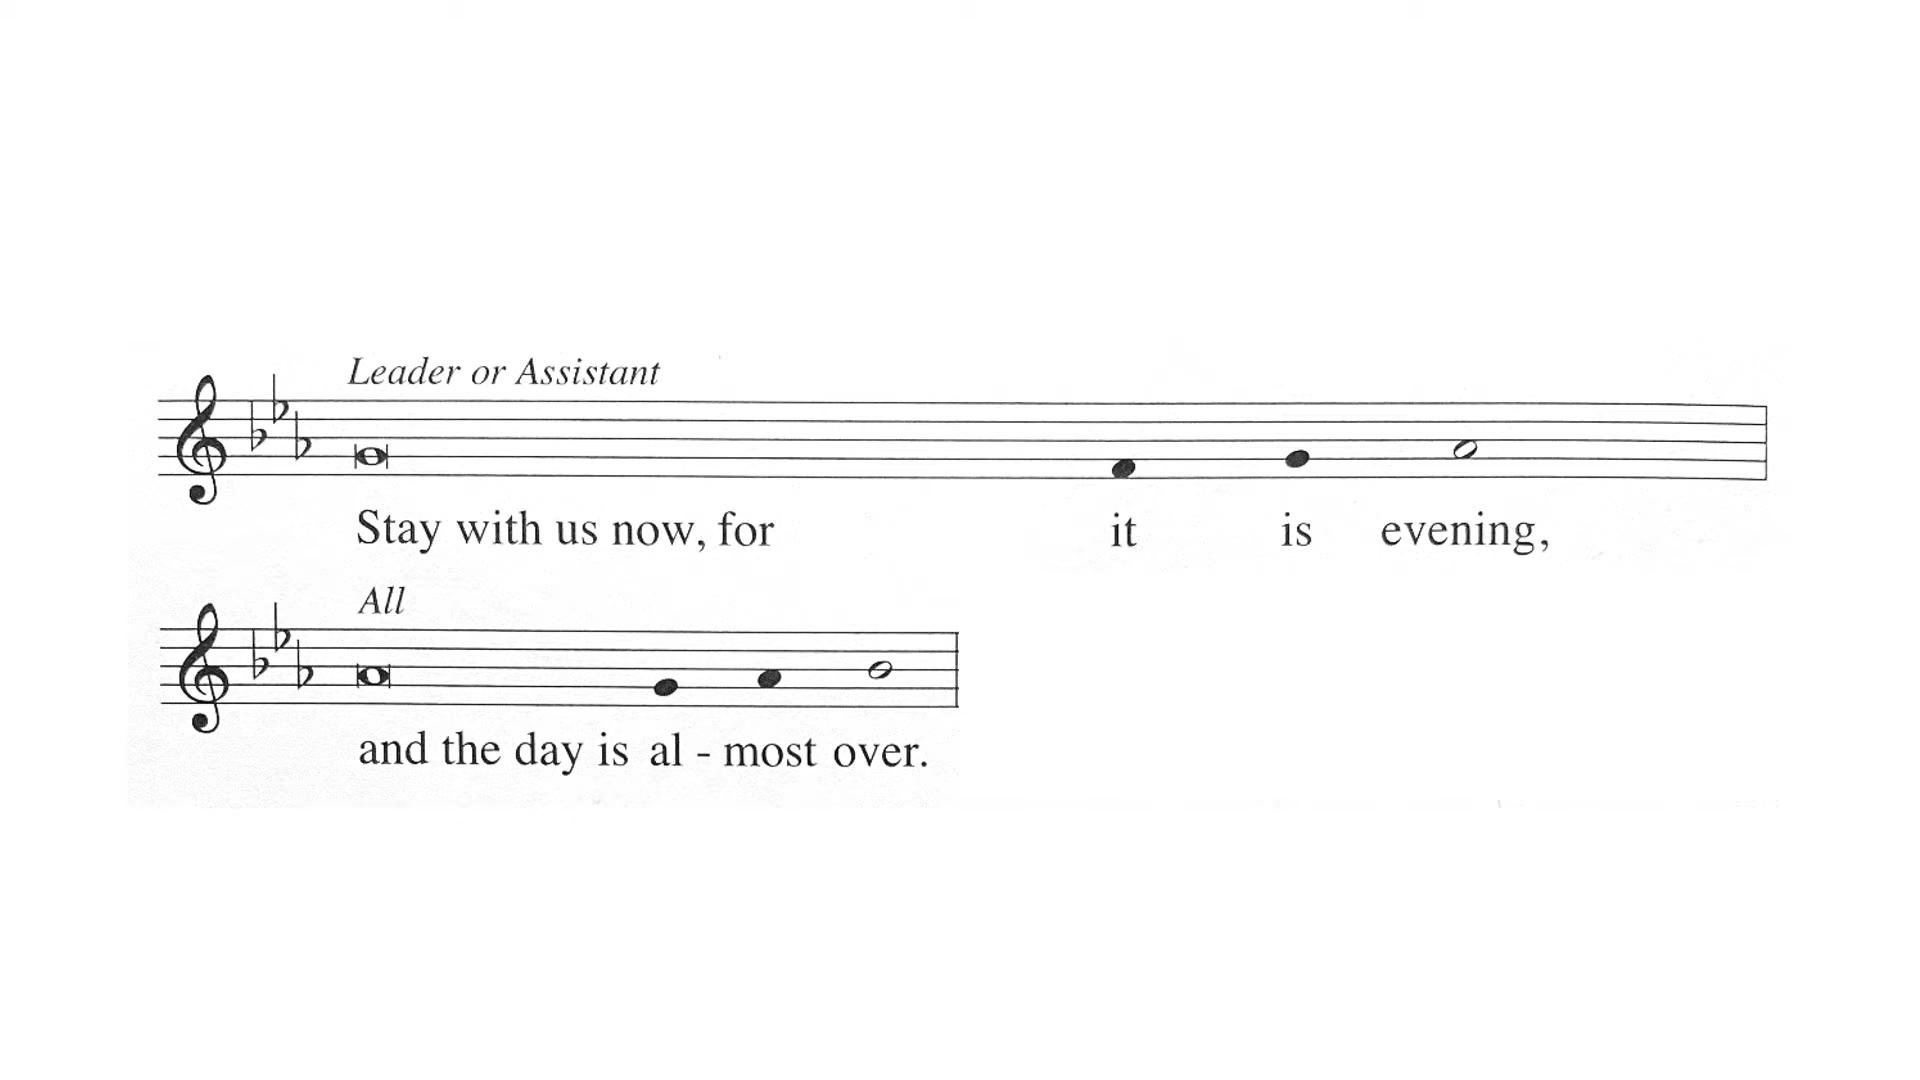 Leader or Assistant
Stay with us now, for it is evening,
All
and the day is al - most over.